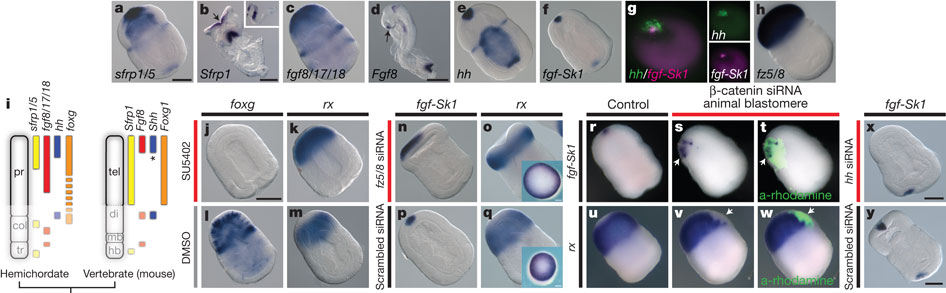 a
sfrp1/5
b
Sfrp1
c
fgf8/17/18
d
Fgf8
e
hh
f
fgf-Sk1
g
hh/fgf-Sk1
hh
fgf-Sk1
h
fz5/8
i
sfrp1/5
fgf8/17/18
hh
foxg
Sfrp1
Fgf8
Shh
Foxg1
*
pr
col
tr
tel
di
mb
hb
Hemichordate
Vertebrate (mouse)
foxg
rx
SU5402
DMSO
j
k
l
m
fgf-Sk1
rx
fz5/8 siRNA
Scrambled siRNA
n
o
p
q
Control
β-catenin siRNA
animal blastomere
fgf-Sk1
rx
r
s
t
a-rhodamine
u
v
w
a-rhodamine
fgf-Sk1
hh siRNA
Scrambled siRNA
x
y